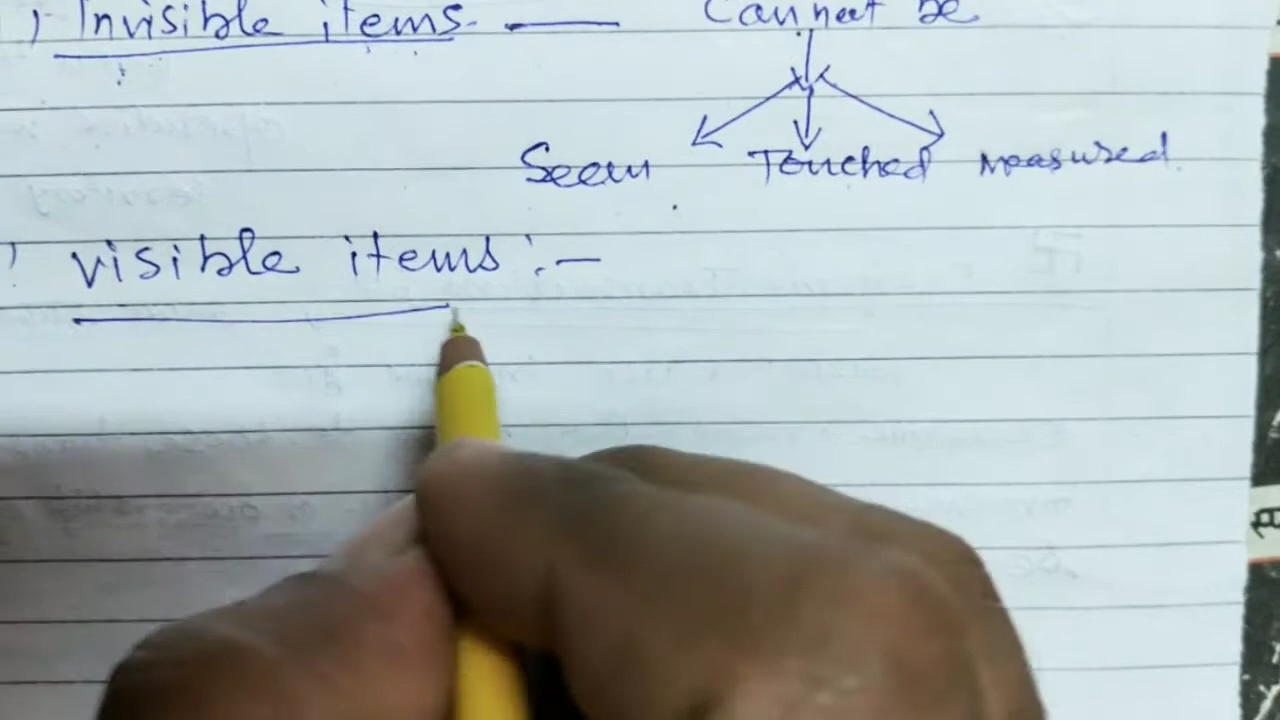 Invisible items. — Cannot be
Seen Touched Measured.
visible items :-